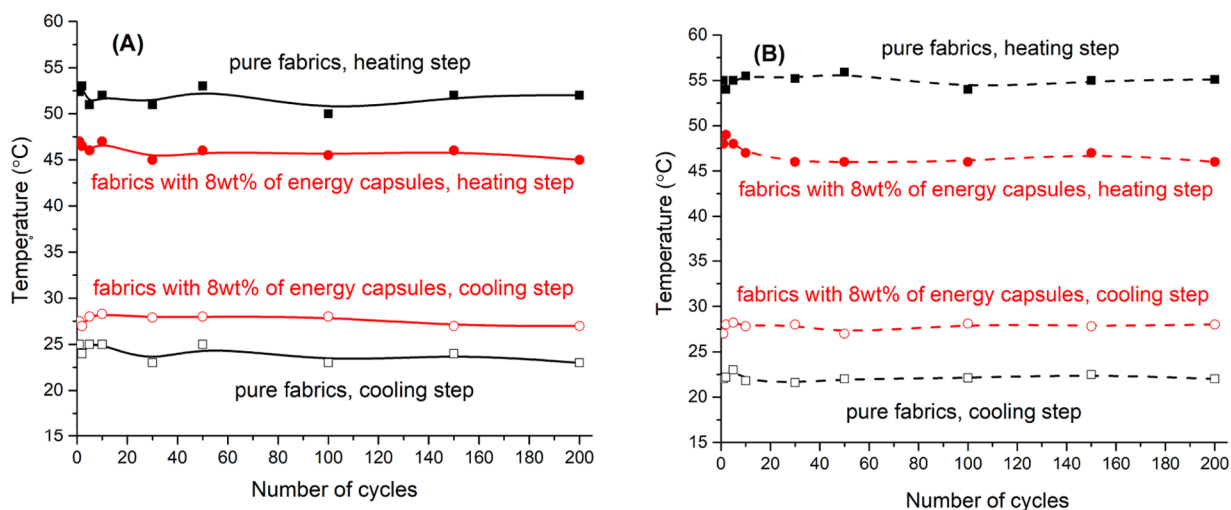 (A)
60
55
50
45
40
35
30
25
20
15
0 20 40 60 80 100 120 140 160 180 200
Temperature (°C)
Number of cycles
pure fabrics, heating step
fabrics with 8wt% of energy capsules, heating step
fabrics with 8wt% of energy capsules, cooling step
pure fabrics, cooling step
(B)
60
55
50
45
40
35
30
25
20
15
0 20 40 60 80 100 120 140 160 180 200
Temperature (°C)
Number of cycles
pure fabrics, heating step
fabrics with 8wt% of energy capsules, heating step
fabrics with 8wt% of energy capsules, cooling step
pure fabrics, cooling step